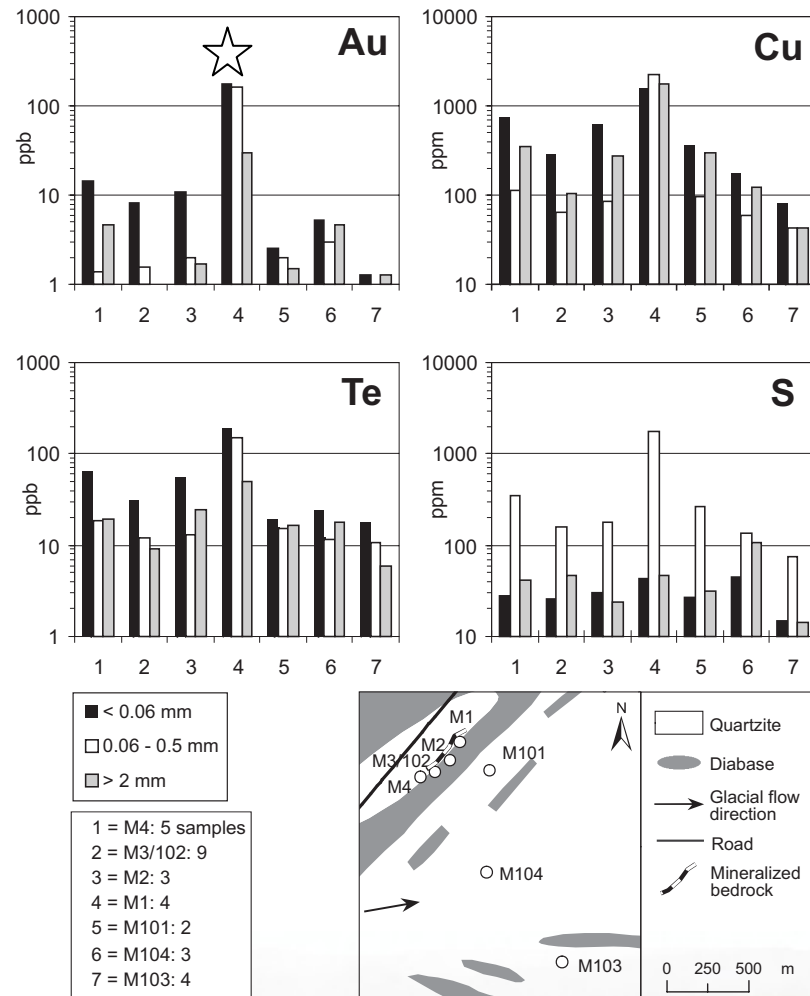 Au
1000
100
10
1
ppb
1 2 3 4 5 6 7
Cu
10000
1000
100
10
ppm
1 2 3 4 5 6 7
Te
1000
100
10
1
ppb
1 2 3 4 5 6 7
S
10000
1000
100
10
ppm
1 2 3 4 5 6 7
< 0.06 mm
0.06 - 0.5 mm
> 2 mm
1 = M4: 5 samples
2 = M3/102: 9
3 = M2: 3
4 = M1: 4
5 = M101: 2
6 = M104: 3
7 = M103: 4
N
M1
M2
M3/102
M4
M101
M104
M103
Quartzite
Diabase
Glacial flow
direction
Road
Mineralized
bedrock
0 250 500 m